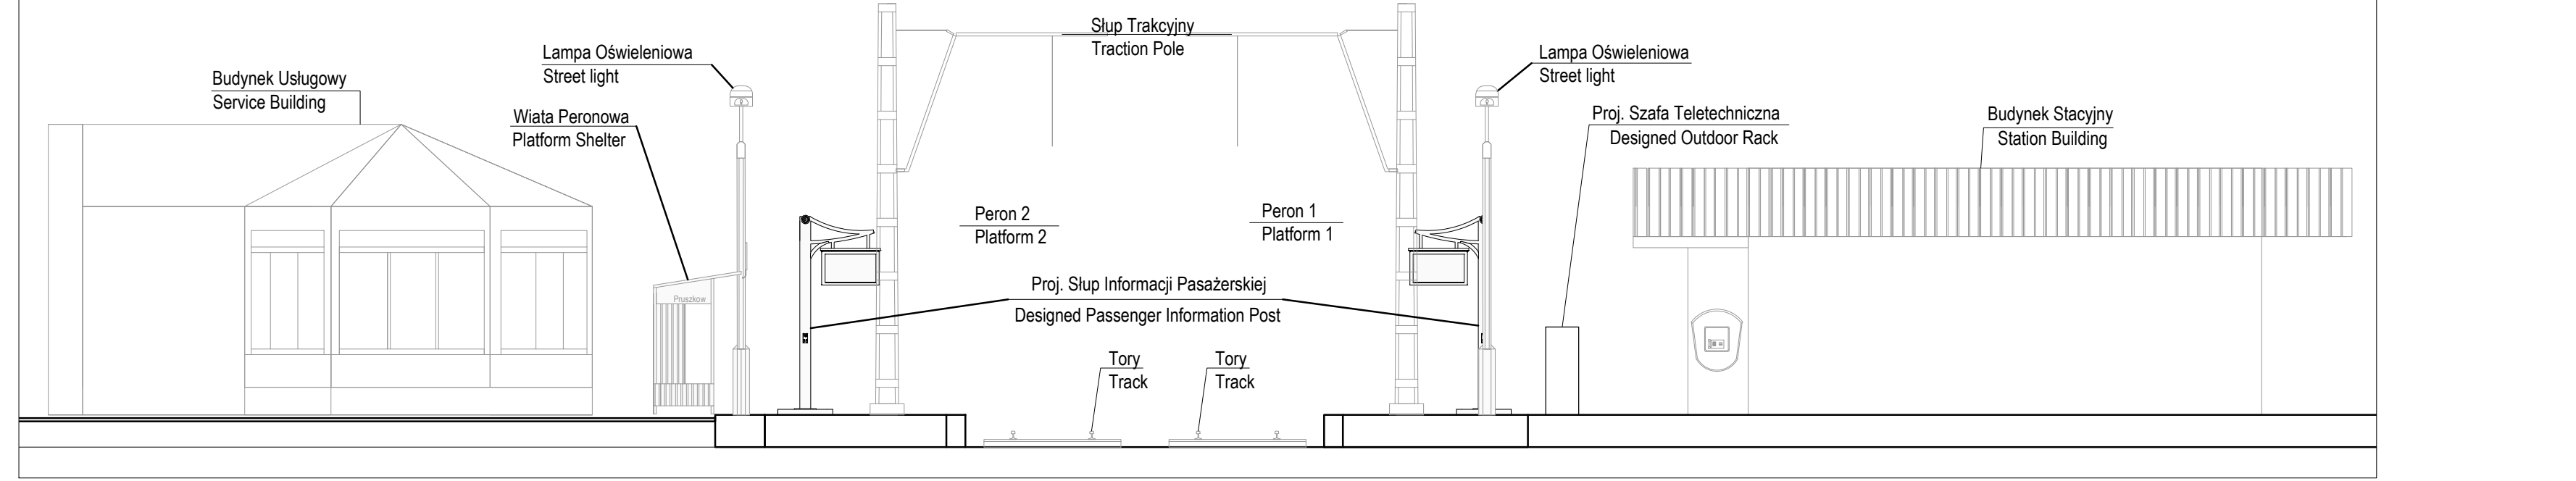 Słup Trakcyjny
Traction Pole
Lampa Oświeleniowa
Street light
Lampa Oświeleniowa
Street light
Budynek Usługowy
Service Building
Wiata Peronowa
Platform Shelter
Proj. Szafa Teletechniczna
Designed Outdoor Rack
Budynek Stacyjny
Station Building
Peron 2
Platform 2
Peron 1
Platform 1
Proj. Słup Informacji Pasażerskiej
Designed Passenger Information Post
Pruszkow
Tory
Track
Tory
Track